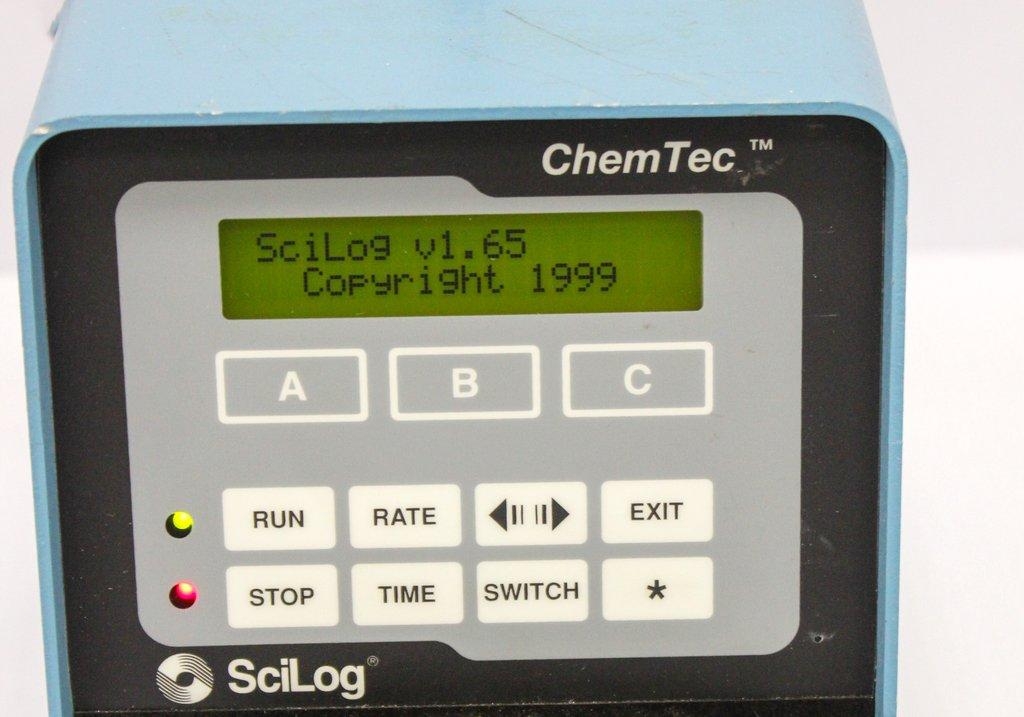 ChemTec™
SciLog v1.65
Copyright 1999
A B C
RUN RATE EXIT
STOP TIME SWITCH *
SciLog®